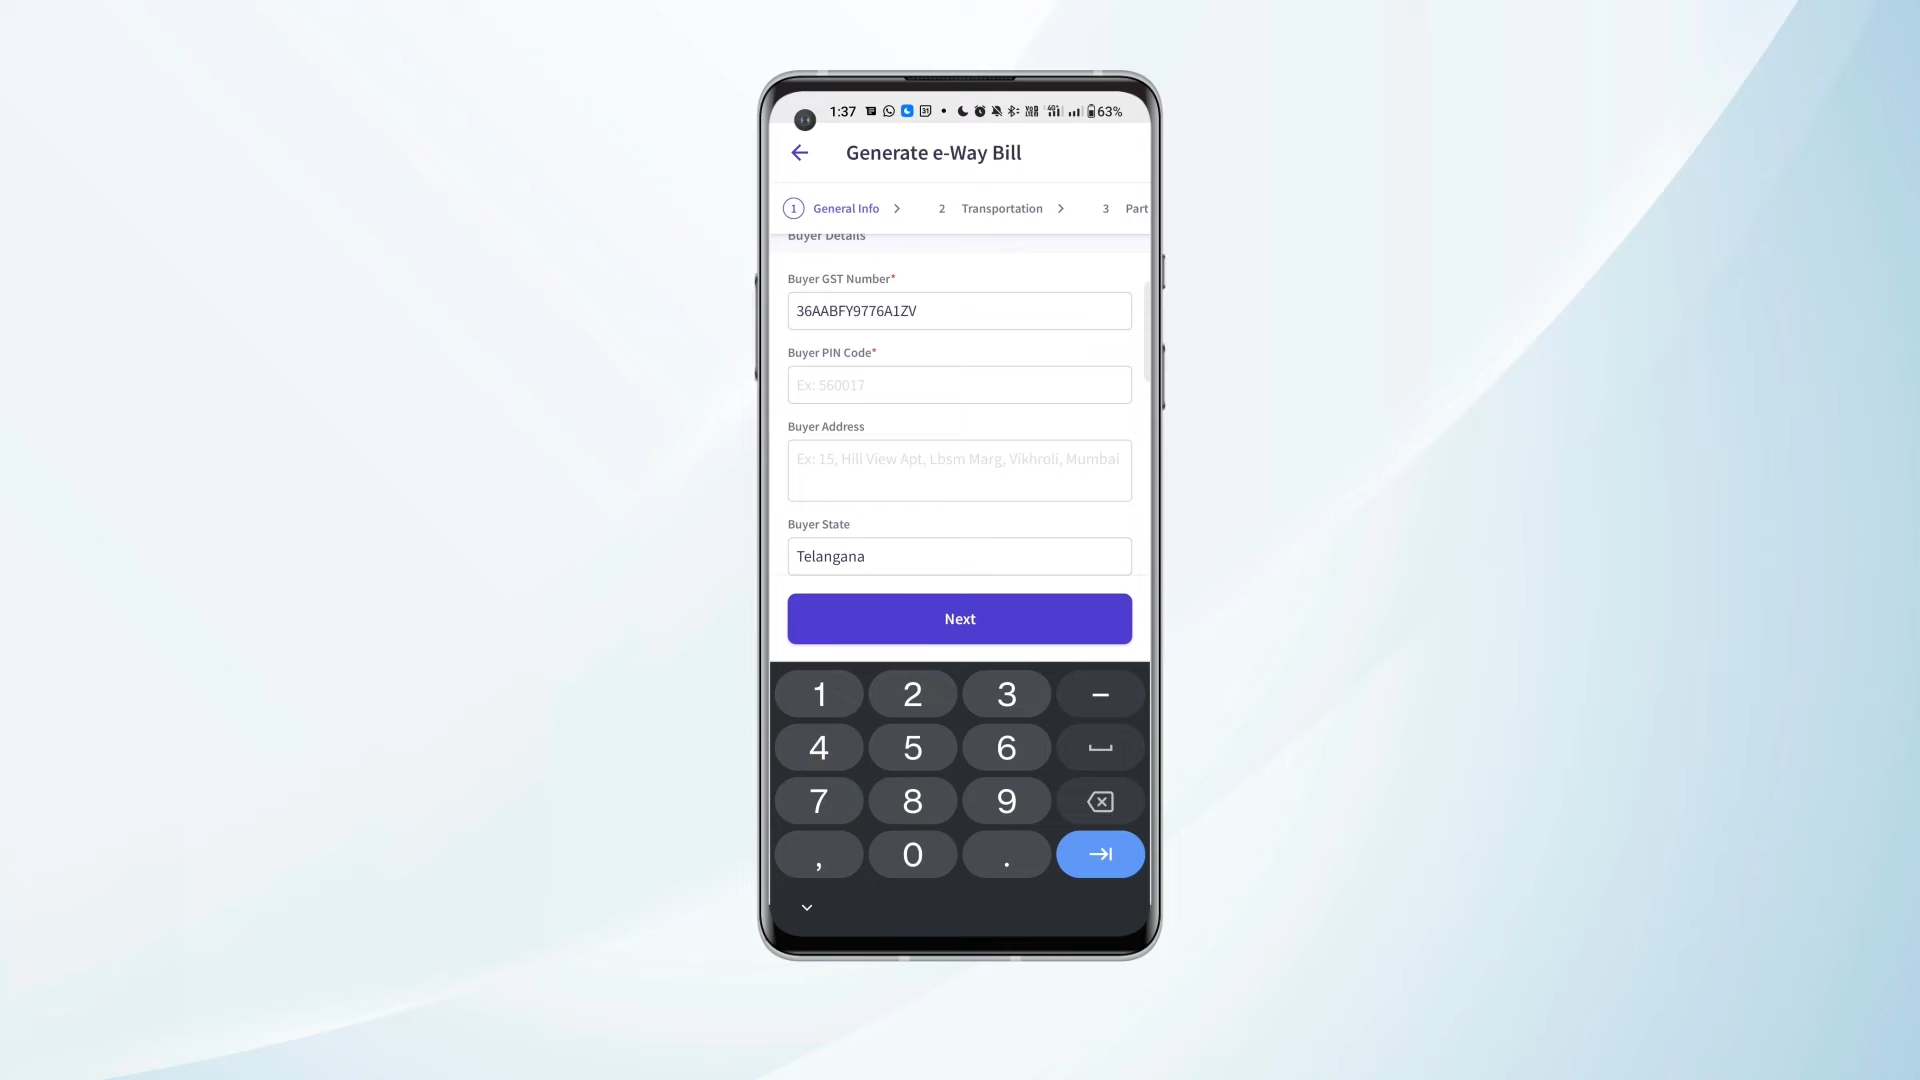 1:37 63%
Generate e-Way Bill
1 General Info 2 Transportation 3 Part
Buyer Details
Buyer GST Number*
36AABFY9776A1ZV
Buyer PIN Code*
Ex: 560017
Buyer Address
Ex: 15, Hill View Apt, Lbsm Marg, Vikhroli, Mumbai
Buyer State
Telangana
Next
1 2 3 –
4 5 6
7 8 9
, 0 .